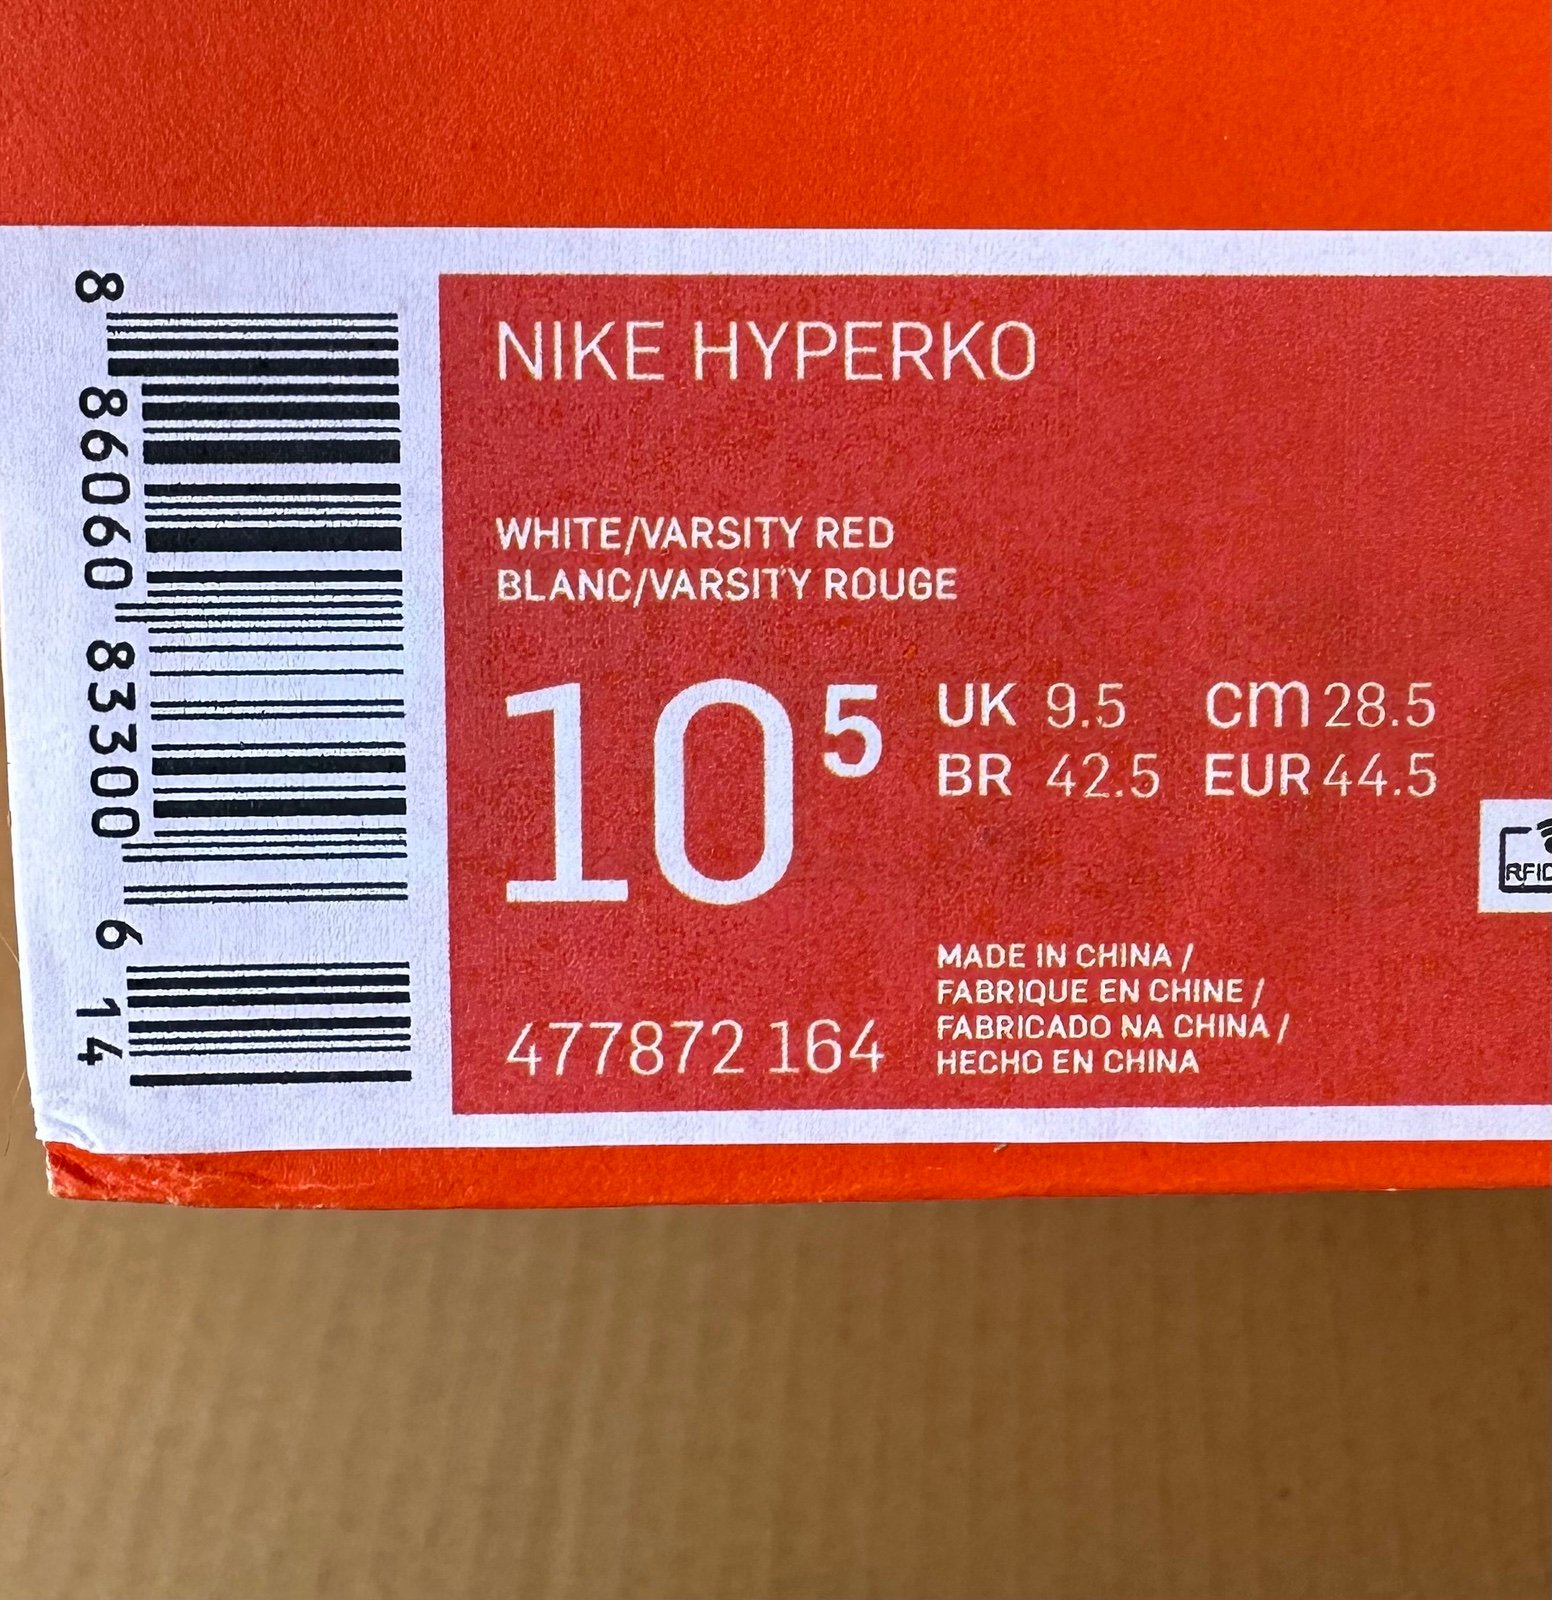 NIKE HYPERKO
WHITE/VARSITY RED
BLANC/VARSITY ROUGE
10 5
UK 9.5 cm 28.5
BR 42.5 EUR 44.5
RFID
MADE IN CHINA /
FABRIQUE EN CHINE /
FABRICADO NA CHINA /
HECHO EN CHINA
477872 164
8 86060 83300 6 14